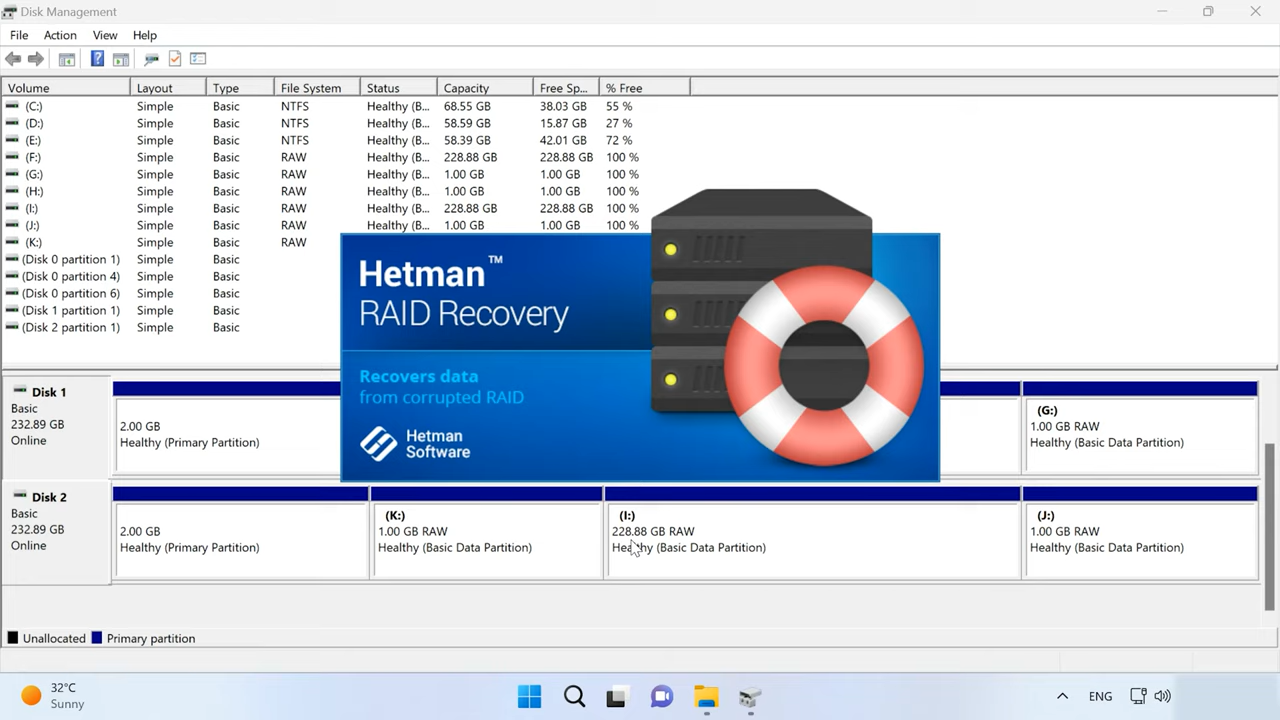 Disk Management
File Action View Help
Volume Layout Type File System Status Capacity Free Sp... % Free
(C:) Simple Basic NTFS Healthy (B... 68.55 GB 38.03 GB 55 %
(D:) Simple Basic NTFS Healthy (B... 58.59 GB 15.87 GB 27 %
(E:) Simple Basic NTFS Healthy (B... 58.39 GB 42.01 GB 72 %
(F:) Simple Basic RAW Healthy (B... 228.88 GB 228.88 GB 100 %
(G:) Simple Basic RAW Healthy (B... 1.00 GB 1.00 GB 100 %
(H:) Simple Basic RAW Healthy (B... 1.00 GB 1.00 GB 100 %
(I:) Simple Basic RAW Healthy (B... 228.88 GB 228.88 GB 100 %
(J:) Simple Basic RAW Healthy (B... 1.00 GB 1.00 GB 100 %
(K:) Simple Basic RAW
(Disk 0 partition 1) Simple Basic
(Disk 0 partition 4) Simple Basic
(Disk 0 partition 6) Simple Basic
(Disk 1 partition 1) Simple Basic
(Disk 2 partition 1) Simple Basic
Hetman™
RAID Recovery
Recovers data
from corrupted RAID
Hetman
Software
Disk 1
Basic
232.89 GB
Online
2.00 GB
Healthy (Primary Partition)
(G:)
1.00 GB RAW
Healthy (Basic Data Partition)
Disk 2
Basic
232.89 GB
Online
2.00 GB
Healthy (Primary Partition)
(K:)
1.00 GB RAW
Healthy (Basic Data Partition)
(I:)
228.88 GB RAW
Healthy (Basic Data Partition)
(J:)
1.00 GB RAW
Healthy (Basic Data Partition)
Unallocated Primary partition
32°C
Sunny
ENG